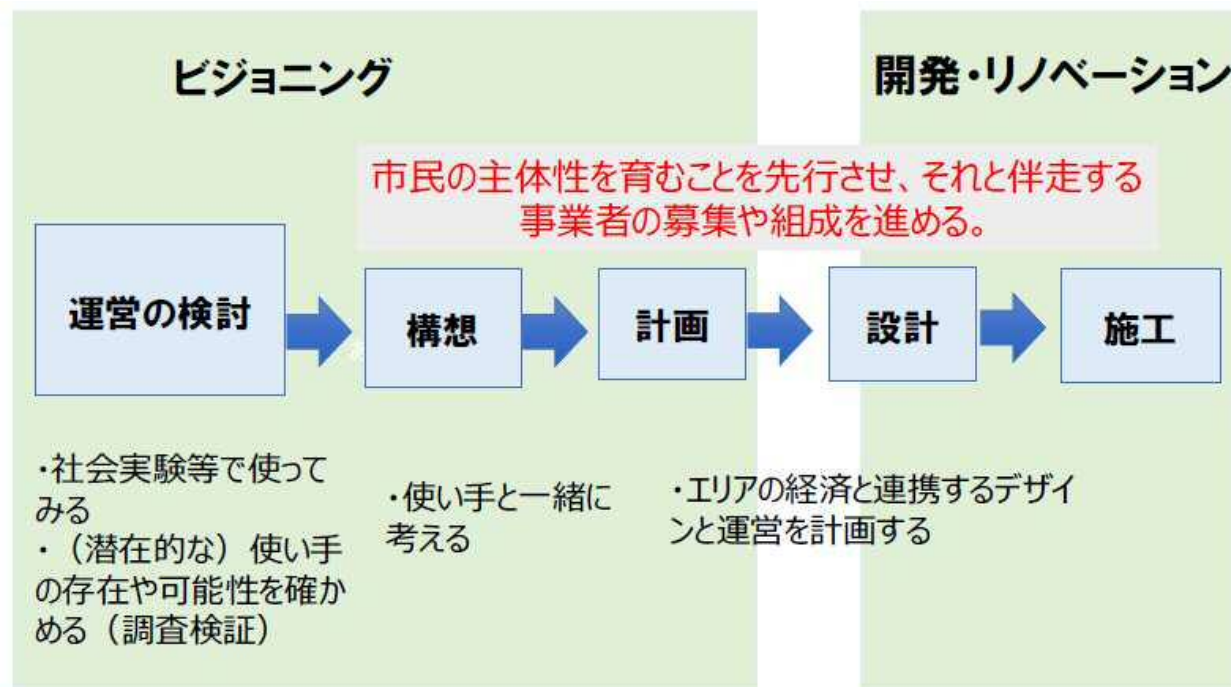 ビジョニング
開発・リノベーション
市民の主体性を育むことを先行させ、それと伴走する
事業者の募集や組成を進める。
運営の検討
構想
計画
設計
施工
・社会実験等で使って
みる
・（潜在的な）使い手
の存在や可能性を確か
める（調査検証）
・使い手と一緒に
考える
・エリアの経済と連携するデザイ
ンと運営を計画する